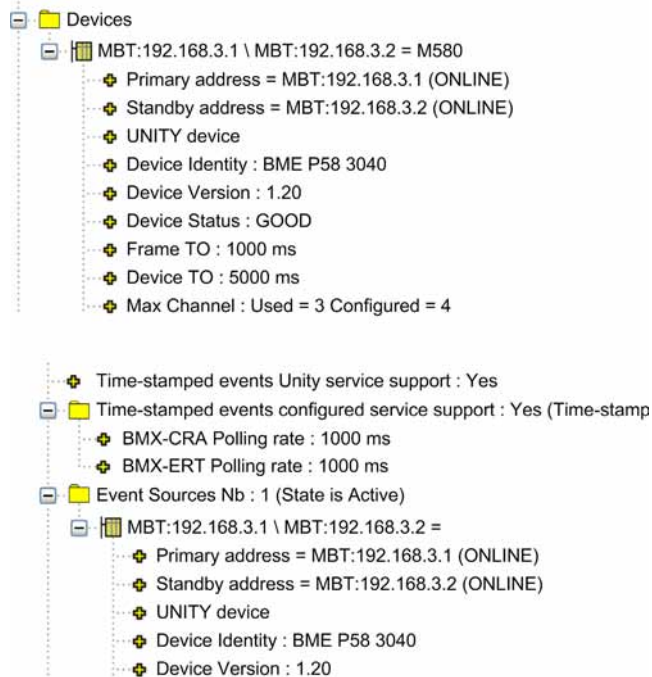 Devices
MBT:192.168.3.1 \ MBT:192.168.3.2 = M580
Primary address = MBT:192.168.3.1 (ONLINE)
Standby address = MBT:192.168.3.2 (ONLINE)
UNITY device
Device Identity : BME P58 3040
Device Version : 1.20
Device Status : GOOD
Frame TO : 1000 ms
Device TO : 5000 ms
Max Channel : Used = 3 Configured = 4
Time-stamped events Unity service support : Yes
Time-stamped events configured service support : Yes (Time-stamp
BMX-CRA Polling rate : 1000 ms
BMX-ERT Polling rate : 1000 ms
Event Sources Nb : 1 (State is Active)
MBT:192.168.3.1 \ MBT:192.168.3.2 =
Primary address = MBT:192.168.3.1 (ONLINE)
Standby address = MBT:192.168.3.2 (ONLINE)
UNITY device
Device Identity : BME P58 3040
Device Version : 1.20